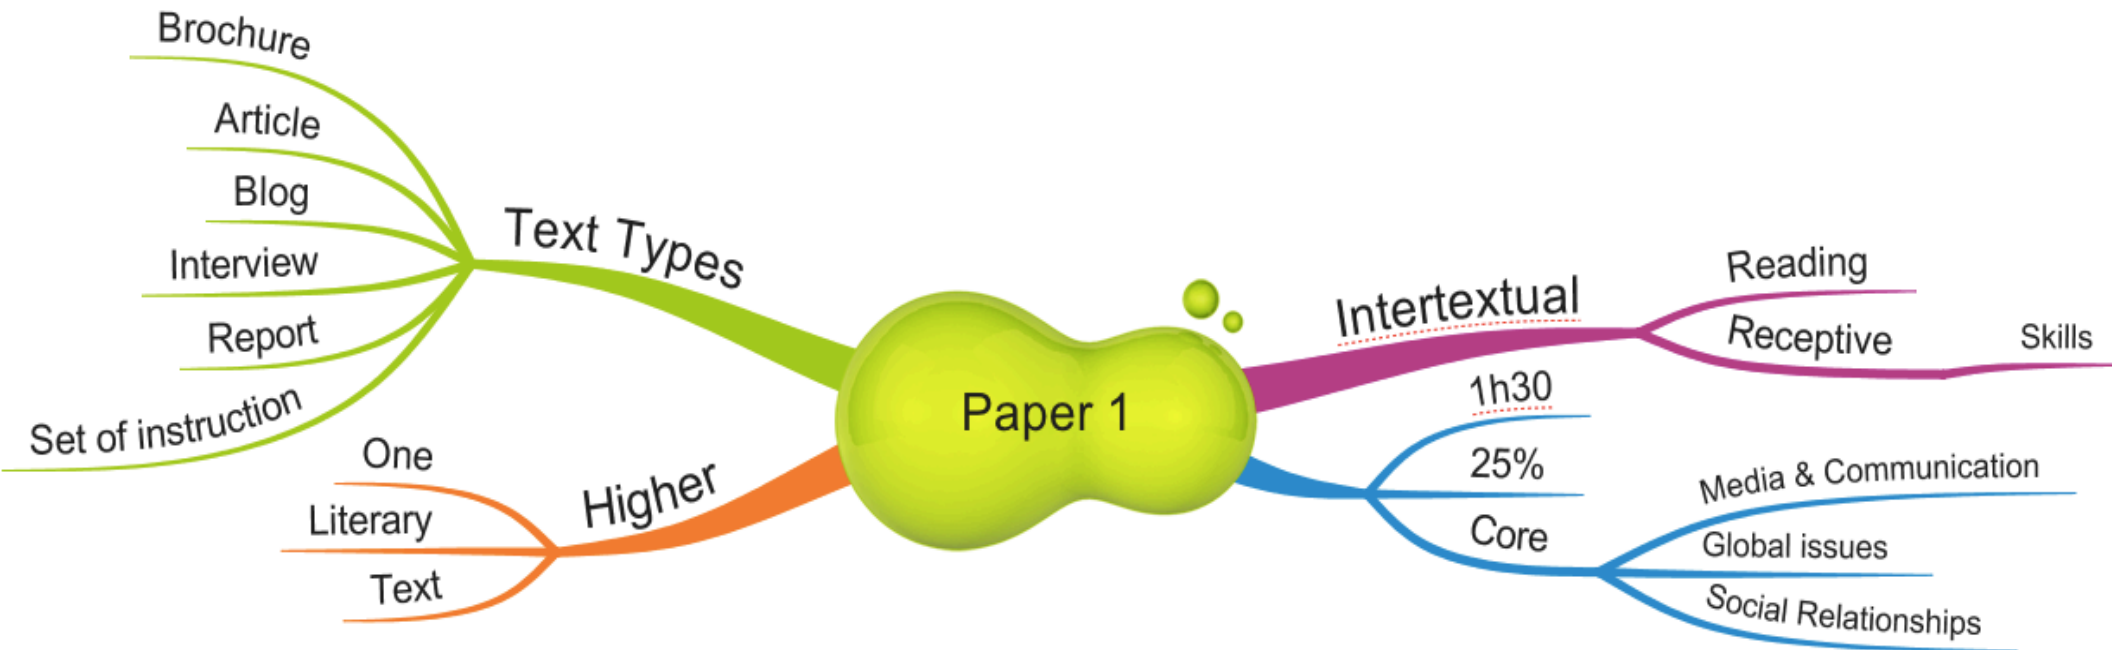 Brochure
Article
Blog
Interview
Report
Set of instruction
Text Types
One
Literary
Text
Higher
Paper 1
Intertextual
Reading
Receptive
Skills
1h30
25%
Core
Media & Communication
Global issues
Social Relationships